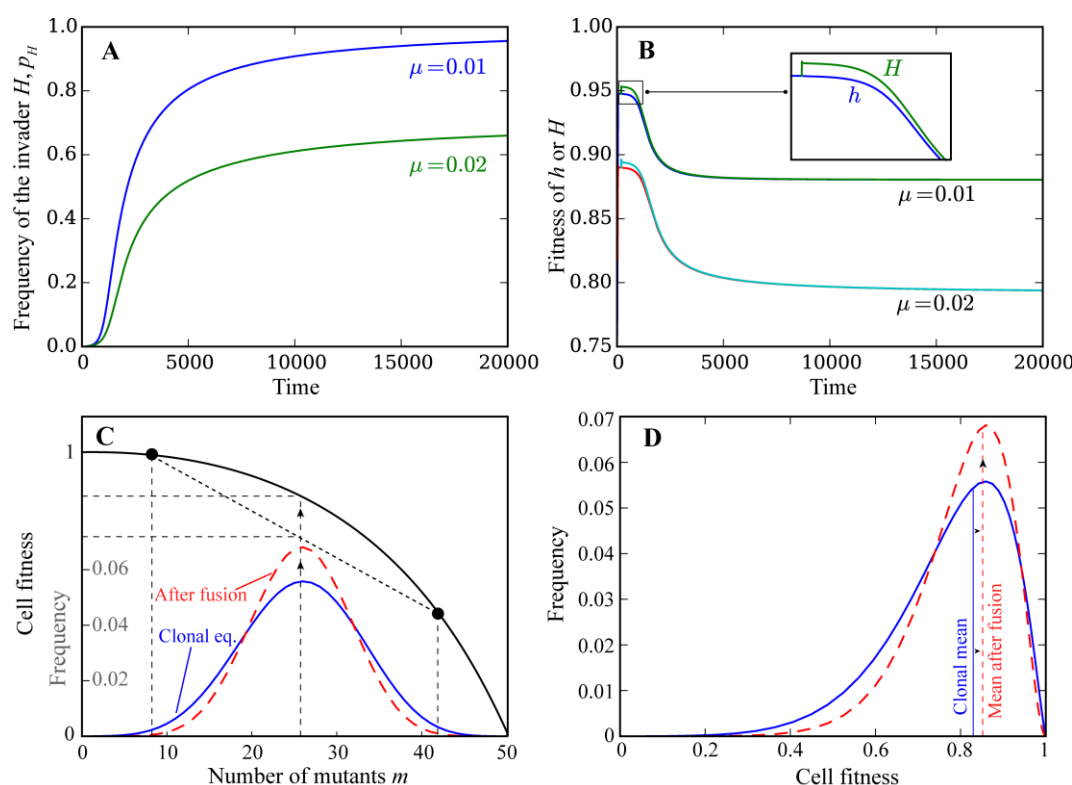 A
Frequency of the invader H, p_H
1.0
0.8
0.6
0.4
0.2
0.0
μ=0.01
μ=0.02
0
5000
10000
15000
20000
Time
B
Fitness of h or H
1.00
0.95
0.90
0.85
0.80
0.75
H
h
μ=0.01
μ=0.02
0
5000
10000
15000
20000
Time
C
Cell fitness
1
0
Frequency
0.06
0.04
0.02
After fusion
Clonal eq.
0
10
20
30
40
50
Number of mutants m
D
Frequency
0.07
0.06
0.05
0.04
0.03
0.02
0.01
0
Clonal mean
Mean after fusion
0
0.2
0.4
0.6
0.8
1
Cell fitness